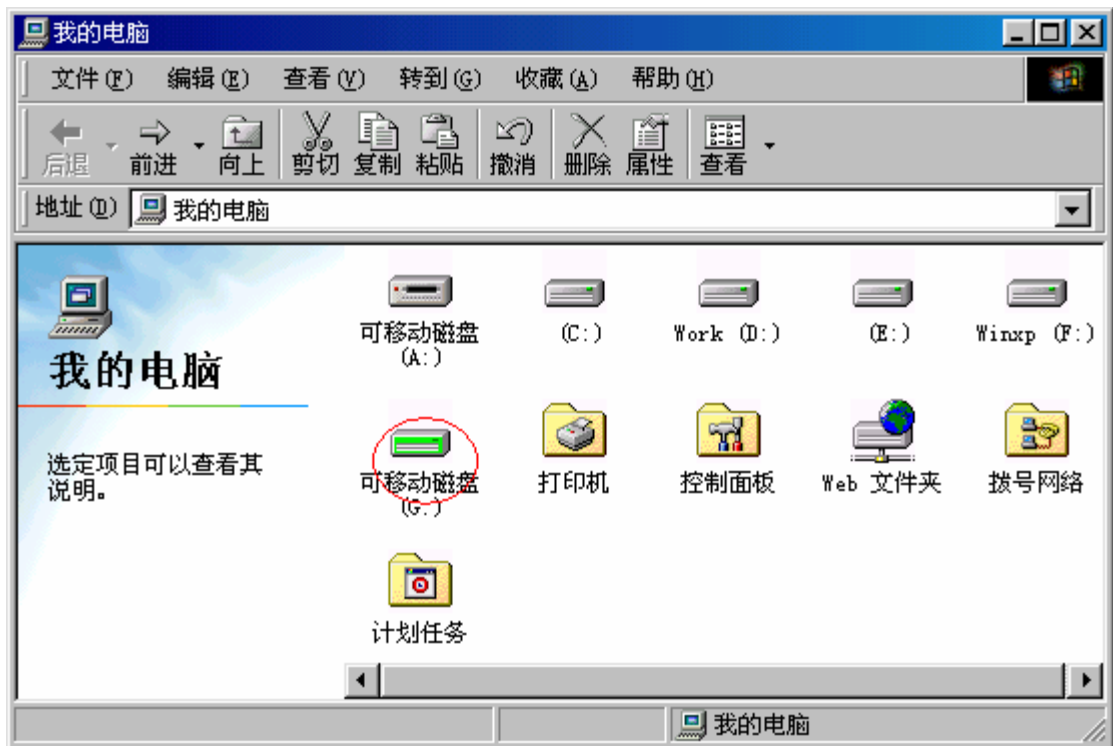 我的电脑
文件(F) 编辑(E) 查看(V) 转到(G) 收藏(A) 帮助(H)
后退 前进 向上 剪切 复制 粘贴 撤消 删除 属性 查看
地址(D) 我的电脑
我的电脑
选定项目可以查看其
说明。
可移动磁盘
(A:)
(C:)
Work (D:)
(E:)
Winxp (F:)
可移动磁盘
(G:)
打印机
控制面板
Web 文件夹
拨号网络
计划任务
我的电脑